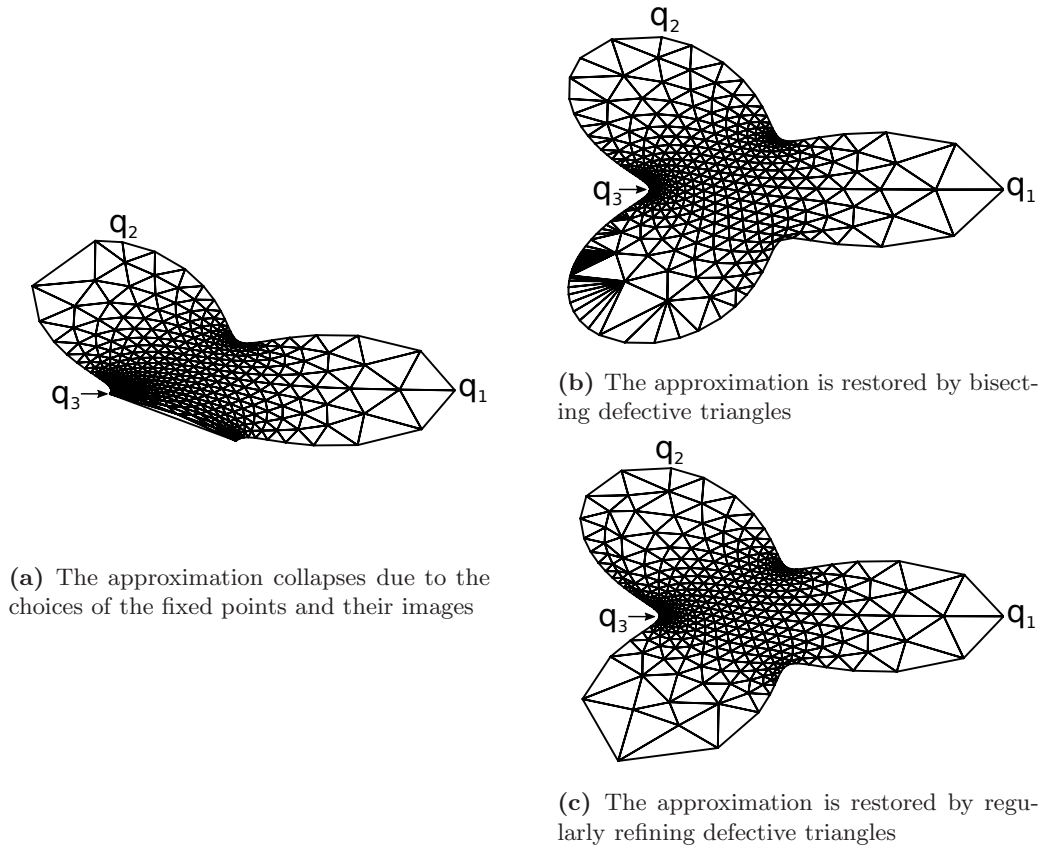 q2
q3
q1
(a) The approximation collapses due to the
choices of the fixed points and their images
q2
q3
q1
(b) The approximation is restored by bisect-
ing defective triangles
q2
q3
q1
(c) The approximation is restored by regu-
larly refining defective triangles